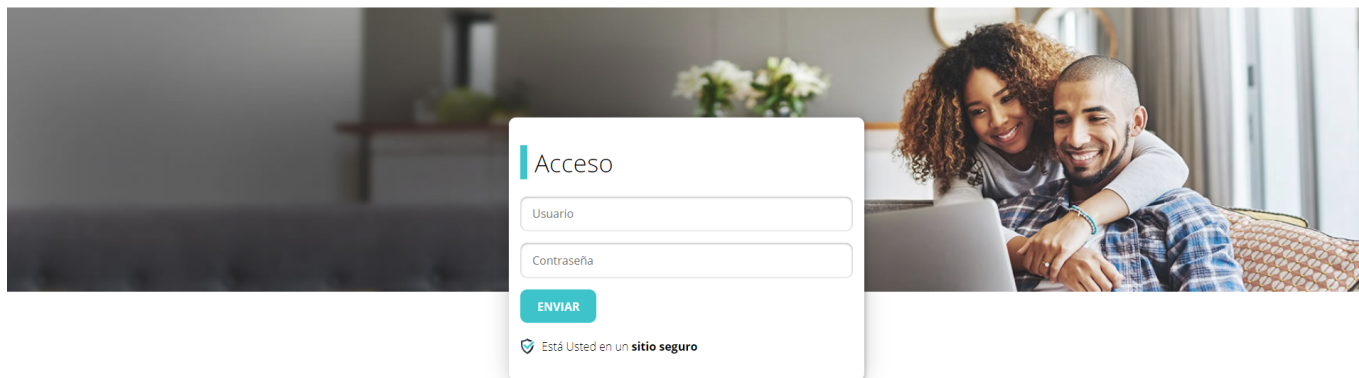 Acceso
Usuario
Contraseña
ENVIAR
Está Usted en un sitio seguro